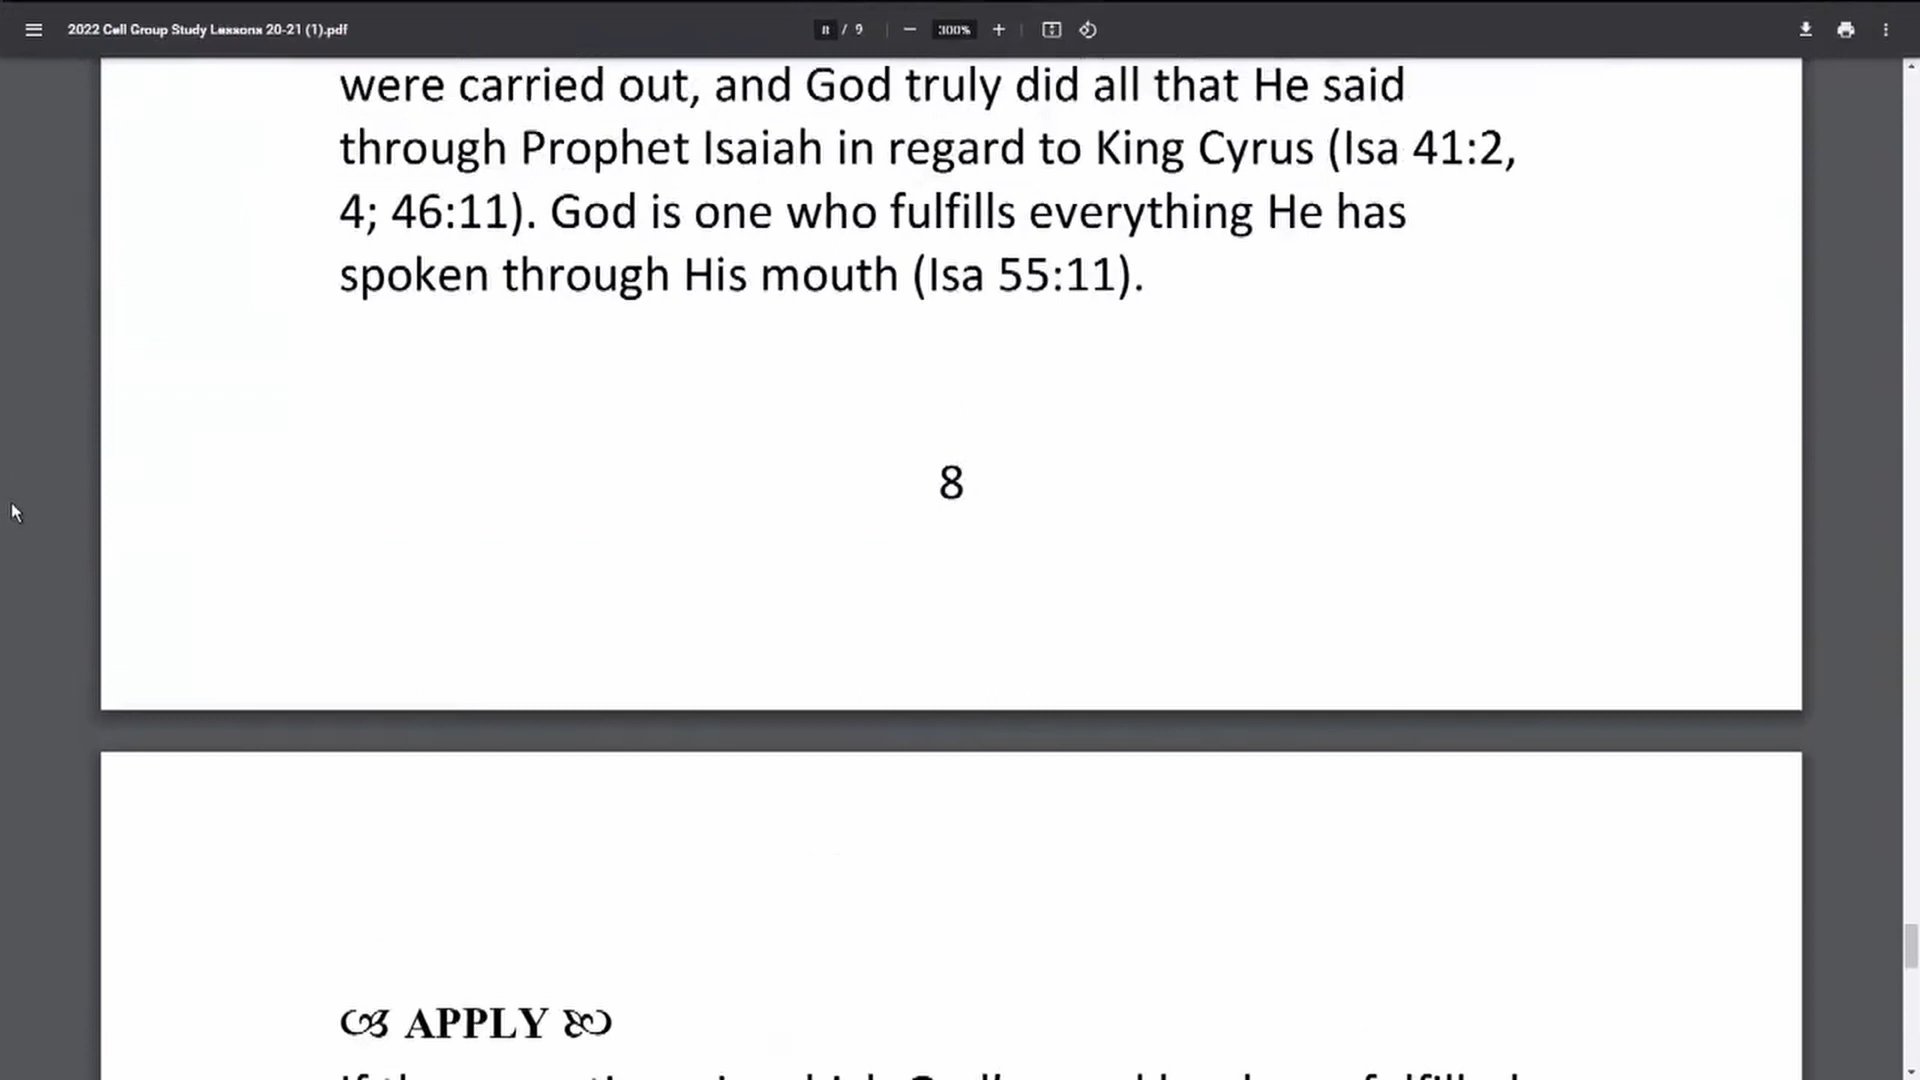 2022 Cell Group Study Lessons 20-21 (1).pdf
8 / 9
300%
were carried out, and God truly did all that He said
through Prophet Isaiah in regard to King Cyrus (Isa 41:2,
4; 46:11). God is one who fulfills everything He has
spoken through His mouth (Isa 55:11).
8
APPLY